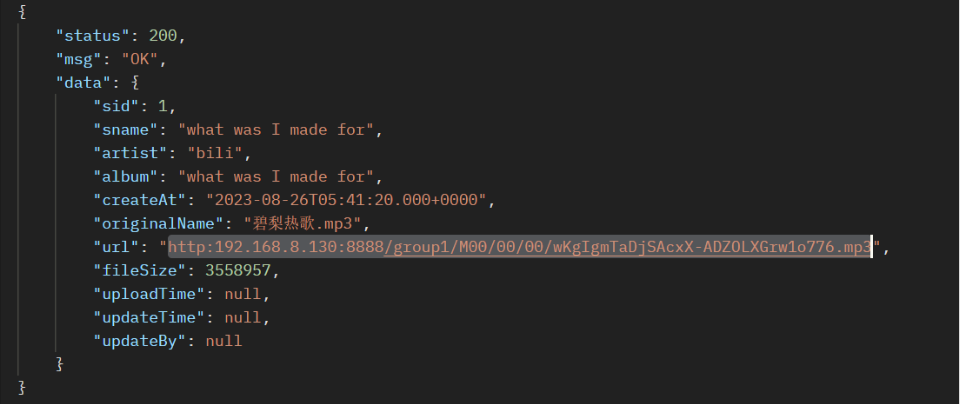 {
    "status": 200,
    "msg": "OK",
    "data": {
        "sid": 1,
        "sname": "what was I made for",
        "artist": "bili",
        "album": "what was I made for",
        "createAt": "2023-08-26T05:41:20.000+0000",
        "originalName": "碧梨热歌.mp3",
        "url": "http:192.168.8.130:8888/group1/M00/00/00/wKgIgmTaDjSAcxX-ADZOLXGrw1o776.mp3",
        "fileSize": 3558957,
        "uploadTime": null,
        "updateTime": null,
        "updateBy": null
    }
}